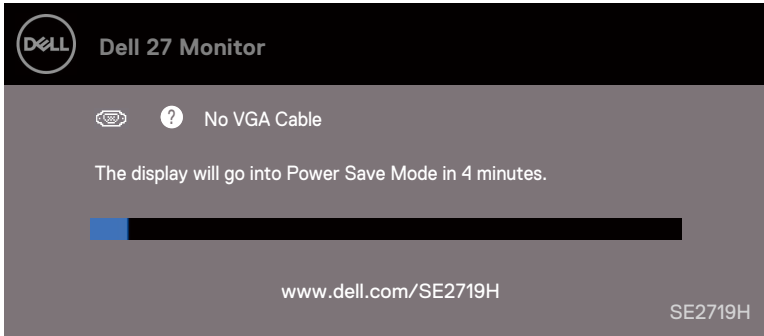 DELL
Dell 27 Monitor
? No VGA Cable
The display will go into Power Save Mode in 4 minutes.
www.dell.com/SE2719H
SE2719H